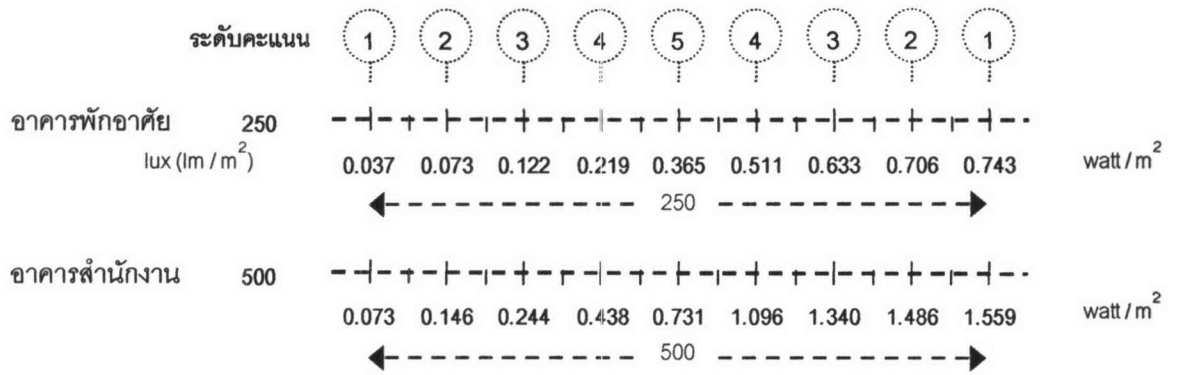 ระดับคะแนน 1 2 3 4 5 4 3 2 1
อาคารพักอาศัย 250
lux (lm / m²) 0.037 0.073 0.122 0.219 0.365 0.511 0.633 0.706 0.743 watt / m²
250
อาคารสำนักงาน 500
0.073 0.146 0.244 0.438 0.731 1.096 1.340 1.486 1.559 watt / m²
500